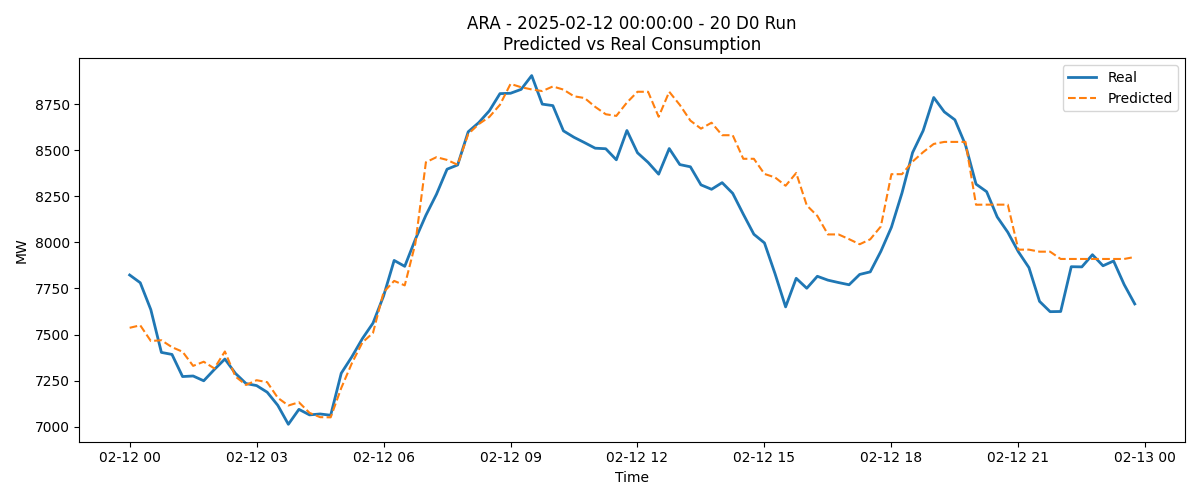 ARA - 2025-02-12 00:00:00 - 20 D0 Run
Predicted vs Real Consumption
Real
Predicted
MW
8750
8500
8250
8000
7750
7500
7250
7000
02-12 00
02-12 03
02-12 06
02-12 09
02-12 12
02-12 15
02-12 18
02-12 21
02-13 00
Time